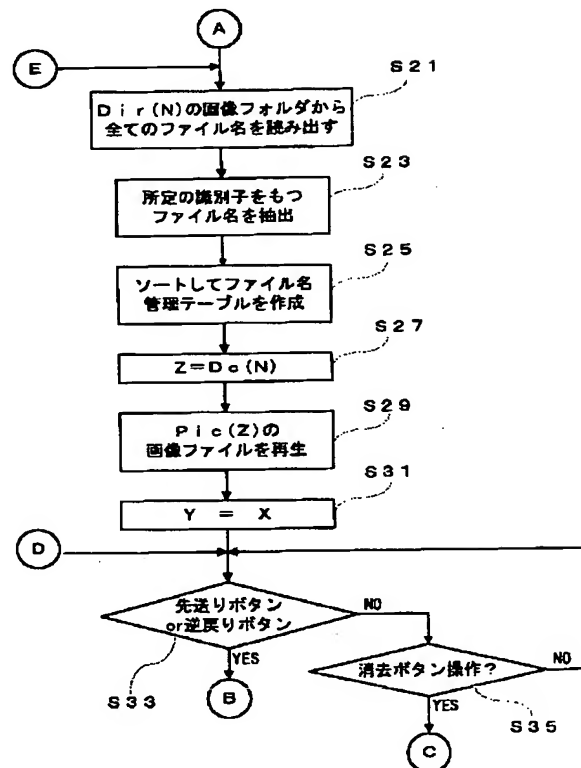 A
E
S21
Dir(N)の画像フォルダから
全てのファイル名を読み出す
S23
所定の識別子をもつ
ファイル名を抽出
S25
ソートしてファイル名
管理テーブルを作成
S27
Z=Dc(N)
S29
Pic(Z)の
画像ファイルを再生
S31
Y = X
D
先送りボタン
or逆戻りボタン
NO
YES
S33
B
消去ボタン操作?
NO
YES
S35
C